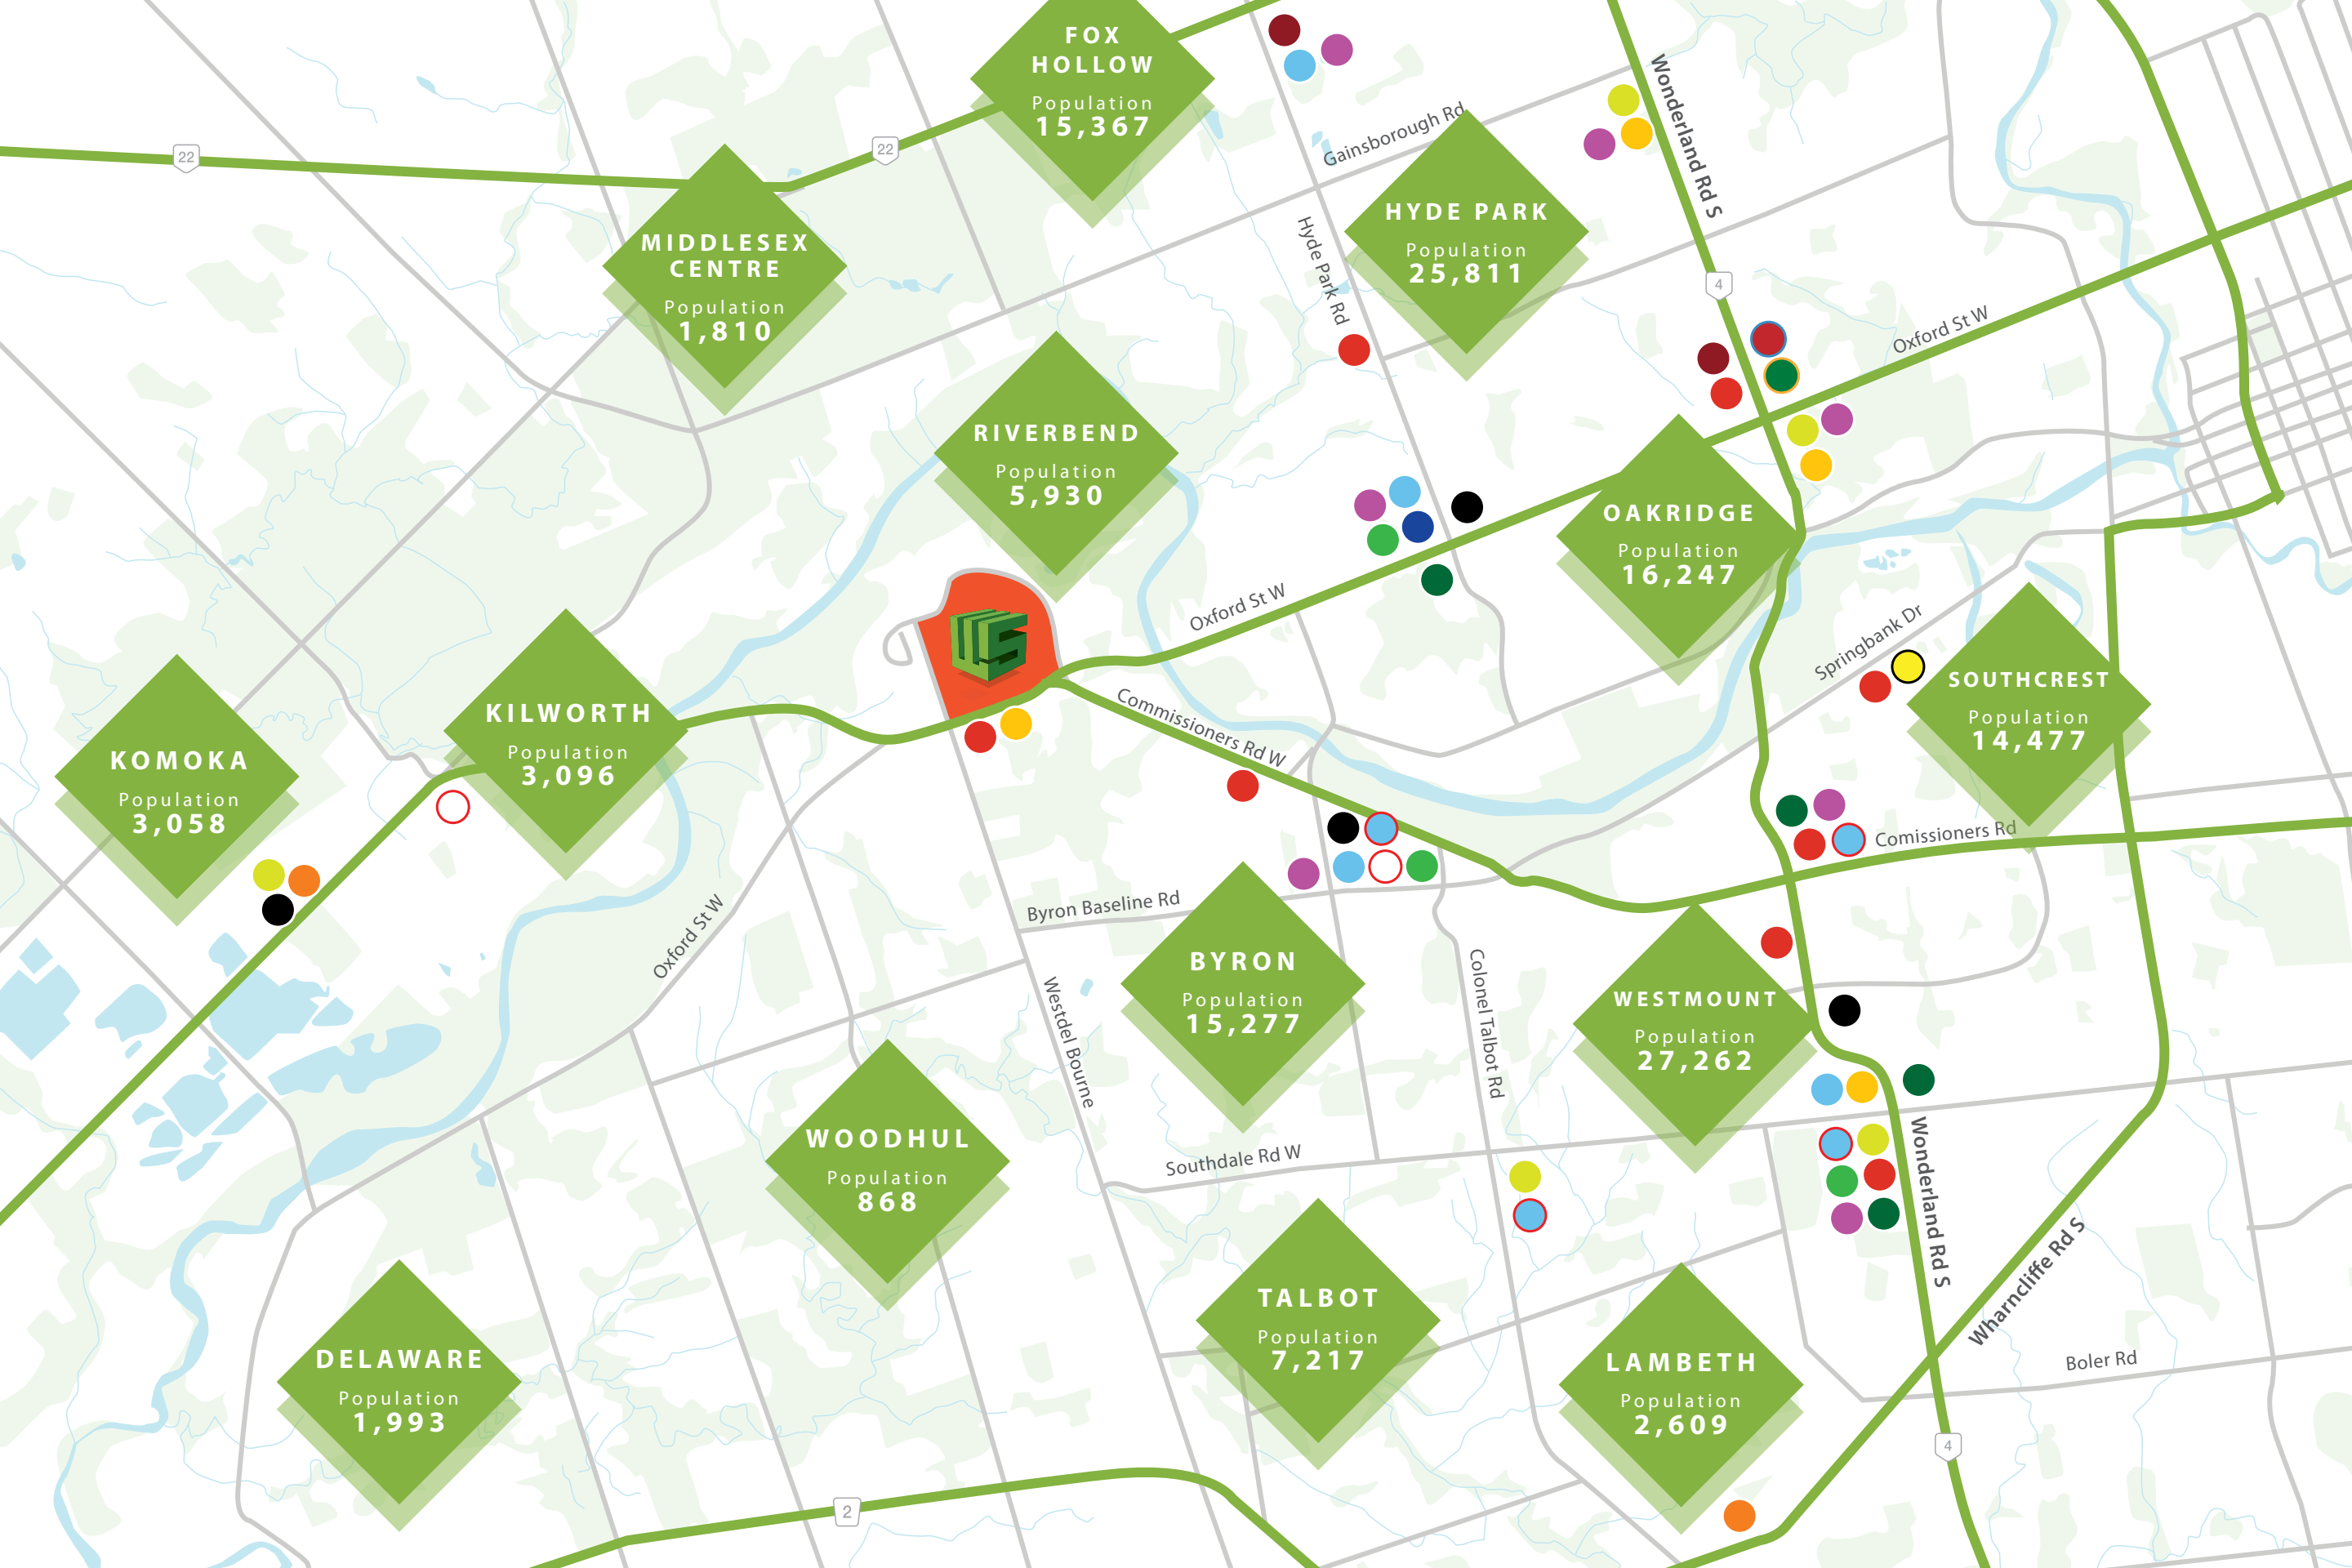 FOX
HOLLOW
Population
15,367
22
22
Gainsborough Rd
Wonderland Rd S
HYDE PARK
Population
25,811
MIDDLESEX
CENTRE
Population
1,810
Hyde Park Rd
4
Oxford St W
RIVERBEND
Population
5,930
OAKRIDGE
Population
16,247
Oxford St W
Springbank Dr
SOUTHCREST
Population
14,477
KILWORTH
Population
3,096
KOMOKA
Population
3,058
Commissioners Rd W
Comissioners Rd
Byron Baseline Rd
Oxford St W
BYRON
Population
15,277
Westdel Bourne
Colonel Talbot Rd
WESTMOUNT
Population
27,262
WOODHUL
Population
868
Southdale Rd W
Wonderland Rd S
Wharncliffe Rd S
TALBOT
Population
7,217
DELAWARE
Population
1,993
LAMBETH
Population
2,609
Boler Rd
4
2